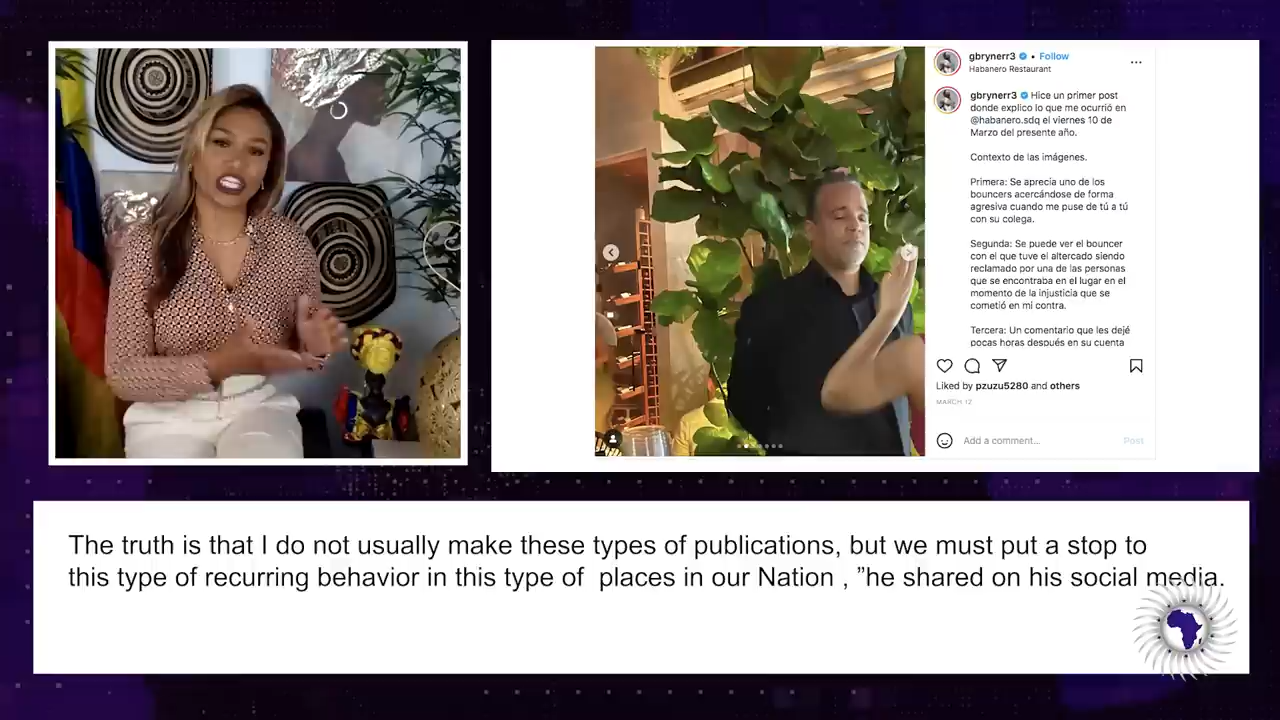 gbrynerr3 • Follow
Habanero Restaurant
gbrynerr3 Hice un primer post
donde explico lo que me ocurrió en
@habanero.sdq el viernes 10 de
Marzo del presente año.
Contexto de las imágenes.
Primera: Se aprecia uno de los
bouncers acercándose de forma
agresiva cuando me puse de tú a tú
con su colega.
Segunda: Se puede ver el bouncer
con el que tuve el altercado siendo
reclamado por una de las personas
que se encontraba en el lugar en el
momento de la injusticia que se
cometió en mi contra.
Tercera: Un comentario que les dejé
pocas horas después en su cuenta
Liked by pzuzu5280 and others
MARCH 12
Add a comment...
Post
The truth is that I do not usually make these types of publications, but we must put a stop to
this type of recurring behavior in this type of  places in our Nation , ”he shared on his social media.